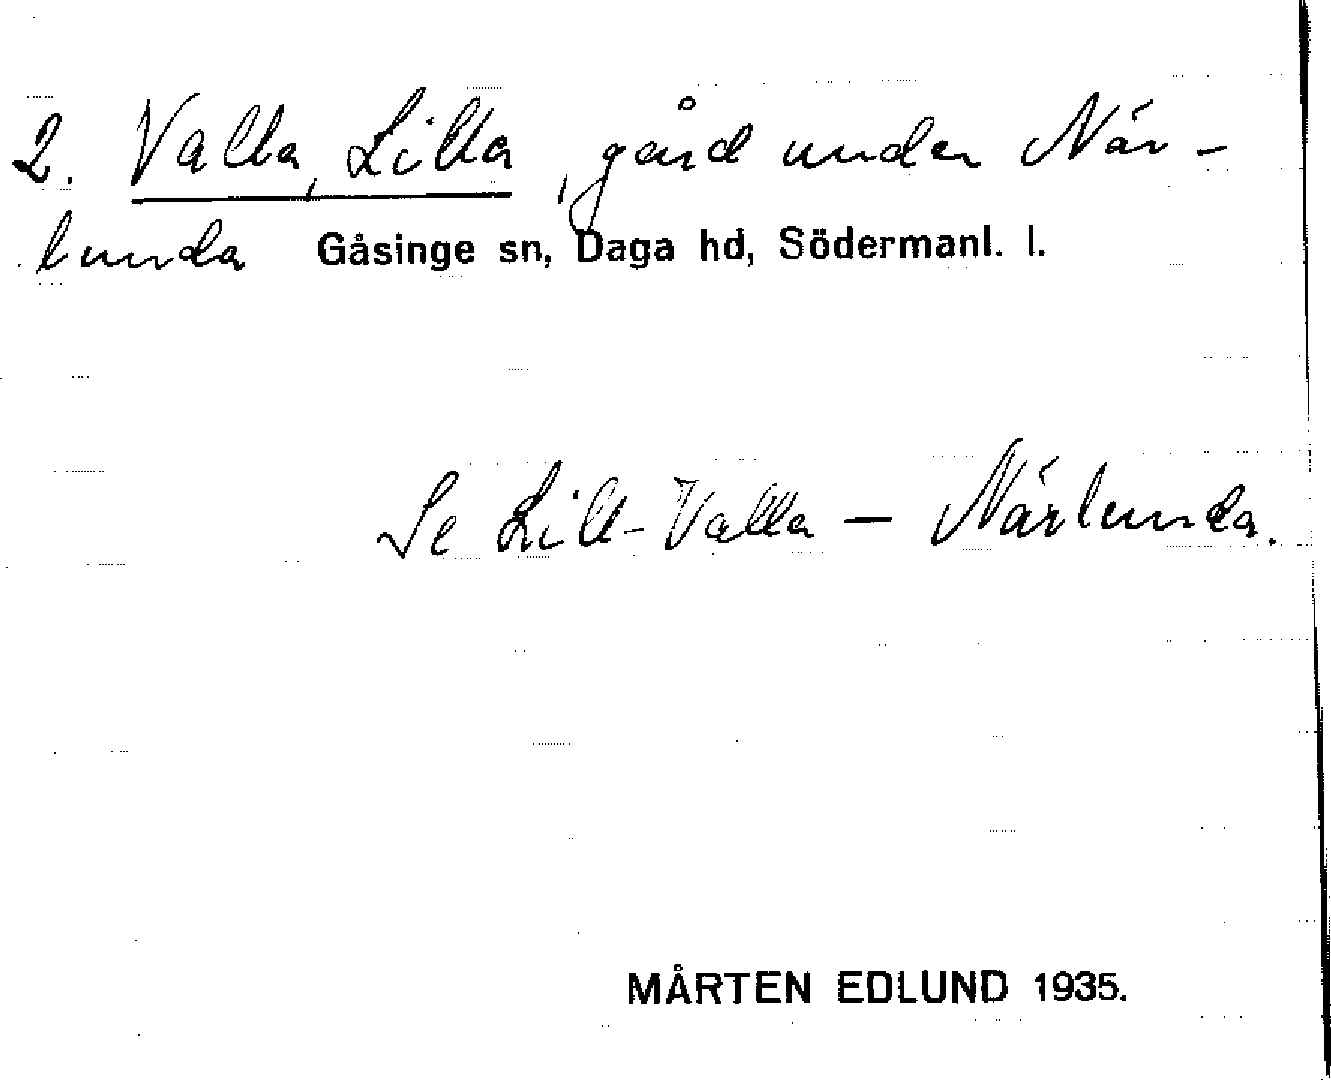 2. Valla, Lilla, gård under När-
lunda Gåsinge sn, Daga hd, Södermanl. l.
Se Lill-Valla – Närlunda.
MÅRTEN EDLUND 1935.